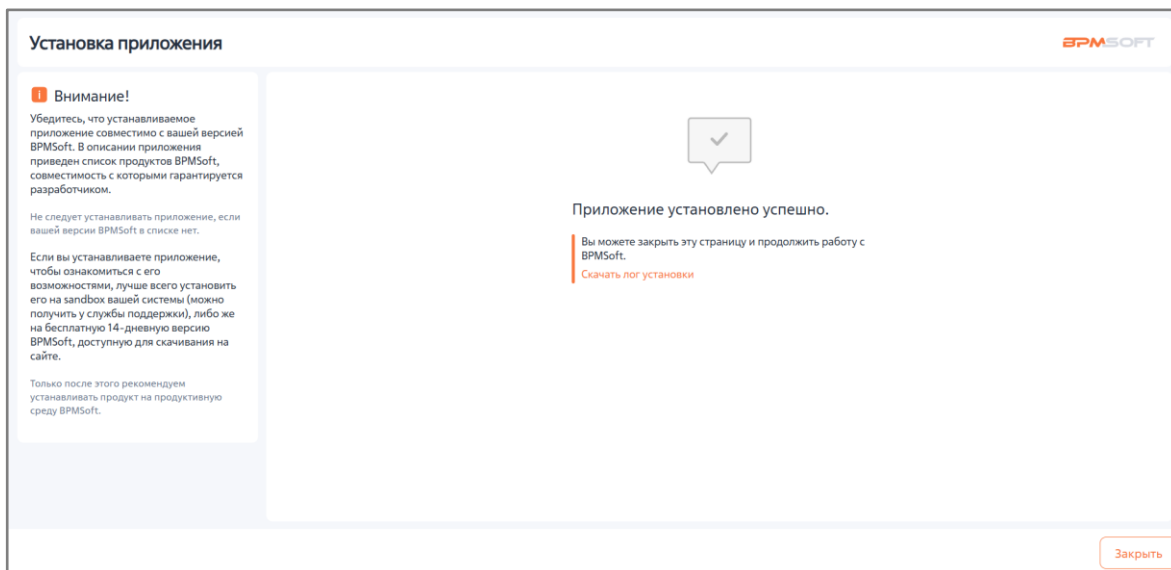 Установка приложения
BPMSOFT
Внимание!
Убедитесь, что устанавливаемое
приложение совместимо с вашей версией
BPMSoft. В описании приложения
приведен список продуктов BPMSoft,
совместимость с которыми гарантируется
разработчиком.
Не следует устанавливать приложение, если
вашей версии BPMSoft в списке нет.
Если вы устанавливаете приложение,
чтобы ознакомиться с его
возможностями, лучше всего установить
его на sandbox вашей системы (можно
получить у службы поддержки), либо же
на бесплатную 14-дневную версию
BPMSoft, доступную для скачивания на
сайте.
Только после этого рекомендуем
устанавливать продукт на продуктивную
среду BPMSoft.
Приложение установлено успешно.
Вы можете закрыть эту страницу и продолжить работу с
BPMSoft.
Скачать лог установки
Закрыть